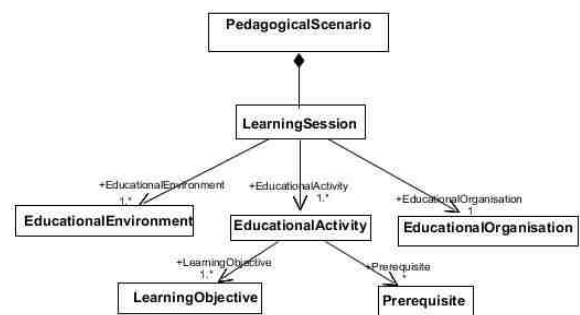 PedagogicalScenario
LearningSession
+EducationalEnvironment
1..*
+EducationalActivity
1..*
+EducationalOrganisation
1
EducationalEnvironment
EducationalActivity
EducationalOrganisation
+LearningObjective
1..*
+Prerequisite
*
LearningObjective
Prerequisite